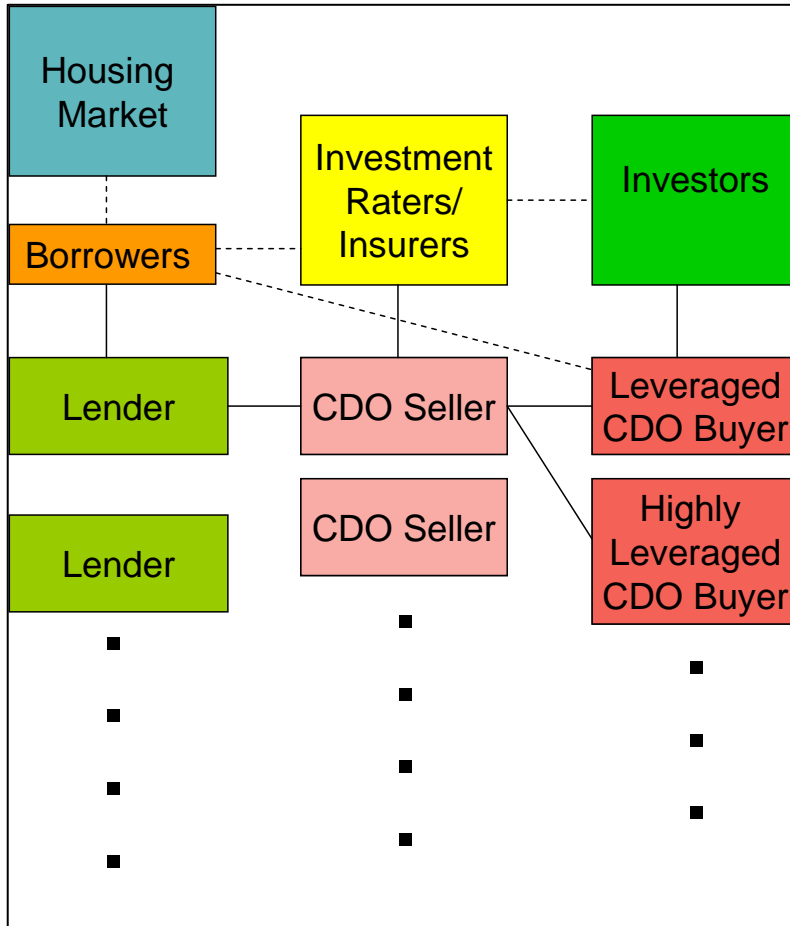 Housing
Market
Investment
Raters/
Insurers
Investors
Borrowers
Lender
CDO Seller
Leveraged
CDO Buyer
Lender
CDO Seller
Highly
Leveraged
CDO Buyer